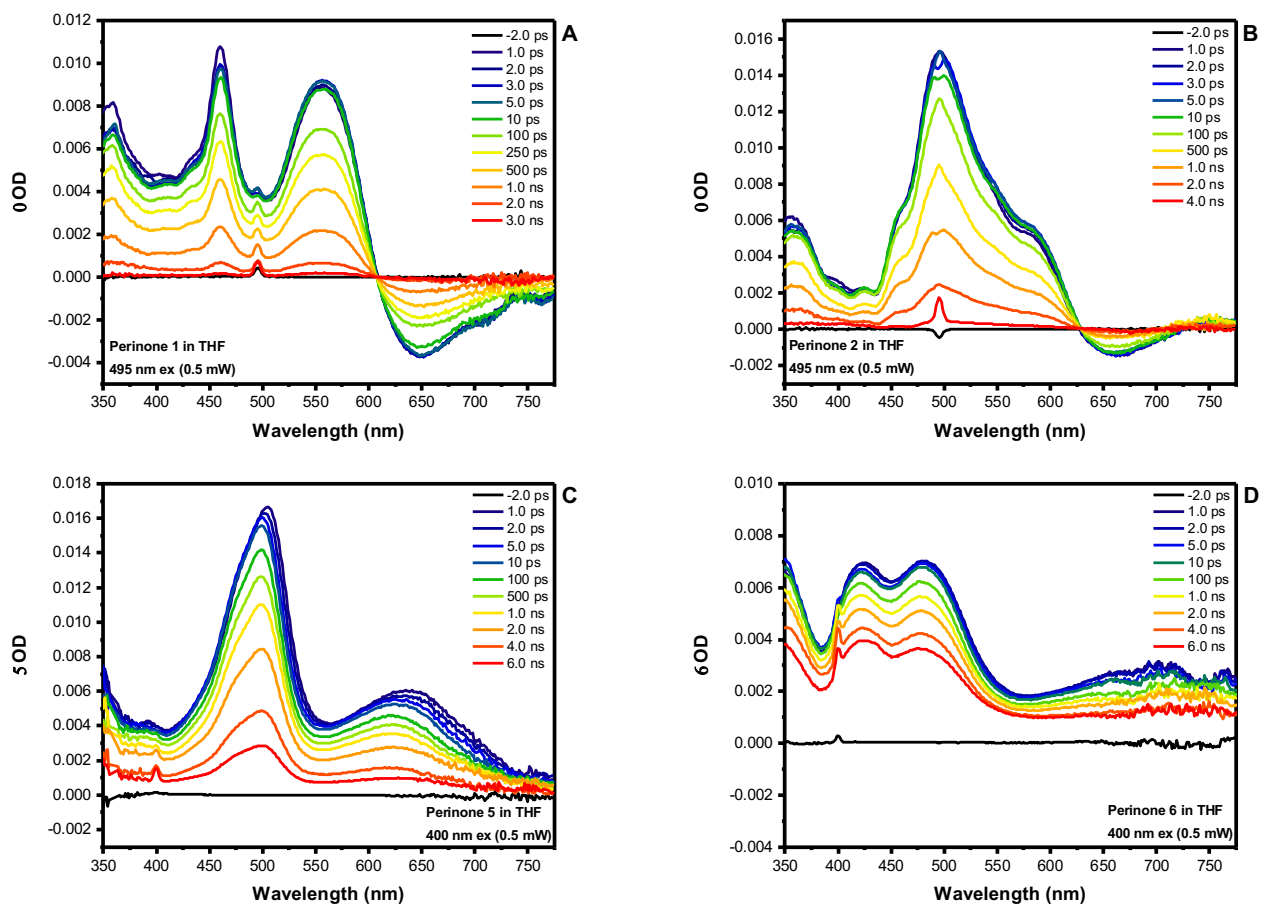 A
0.012
0.010
0.008
0.006
0.004
0.002
0.000
-0.002
-0.004
0 OD
-2.0 ps
1.0 ps
2.0 ps
3.0 ps
5.0 ps
10 ps
100 ps
250 ps
500 ps
1.0 ns
2.0 ns
3.0 ns
Perinone 1 in THF
495 nm ex (0.5 mW)
350 400 450 500 550 600 650 700 750
Wavelength (nm)
B
0.016
0.014
0.012
0.010
0.008
0.006
0.004
0.002
0.000
-0.002
0 OD
-2.0 ps
1.0 ps
2.0 ps
3.0 ps
5.0 ps
10 ps
100 ps
500 ps
1.0 ns
2.0 ns
4.0 ns
Perinone 2 in THF
495 nm ex (0.5 mW)
350 400 450 500 550 600 650 700 750
Wavelength (nm)
C
0.018
0.016
0.014
0.012
0.010
0.008
0.006
0.004
0.002
0.000
-0.002
5 OD
-2.0 ps
1.0 ps
2.0 ps
5.0 ps
10 ps
100 ps
500 ps
1.0 ns
2.0 ns
4.0 ns
6.0 ns
Perinone 5 in THF
400 nm ex (0.5 mW)
350 400 450 500 550 600 650 700 750
Wavelength (nm)
D
0.010
0.008
0.006
0.004
0.002
0.000
-0.002
-0.004
6 OD
-2.0 ps
1.0 ps
2.0 ps
5.0 ps
10 ps
100 ps
1.0 ns
2.0 ns
4.0 ns
6.0 ns
Perinone 6 in THF
400 nm ex (0.5 mW)
350 400 450 500 550 600 650 700 750
Wavelength (nm)